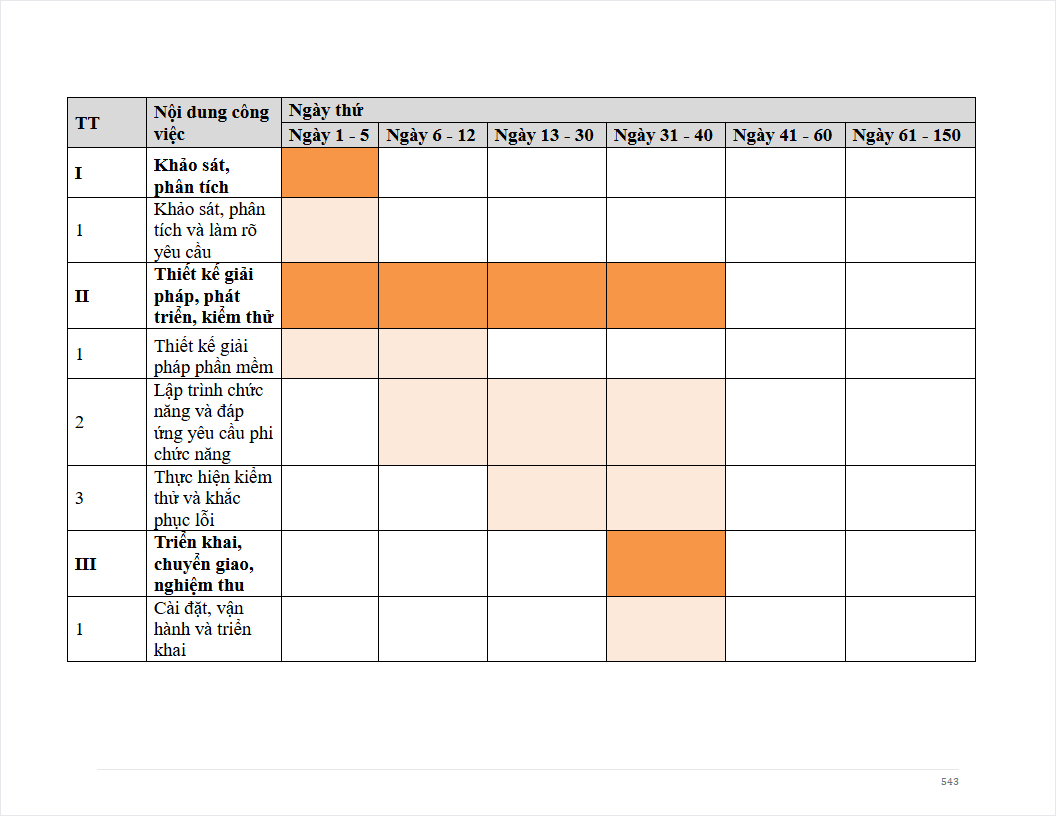 TT
Nội dung công
việc
Ngày thứ
Ngày 1 - 5
Ngày 6 - 12
Ngày 13 - 30
Ngày 31 - 40
Ngày 41 - 60
Ngày 61 - 150
I
Khảo sát,
phân tích
1
Khảo sát, phân
tích và làm rõ
yêu cầu
II
Thiết kế giải
pháp, phát
triển, kiểm thử
1
Thiết kế giải
pháp phần mềm
2
Lập trình chức
năng và đáp
ứng yêu cầu phi
chức năng
3
Thực hiện kiểm
thử và khắc
phục lỗi
III
Triển khai,
chuyển giao,
nghiệm thu
1
Cài đặt, vận
hành và triển
khai
543